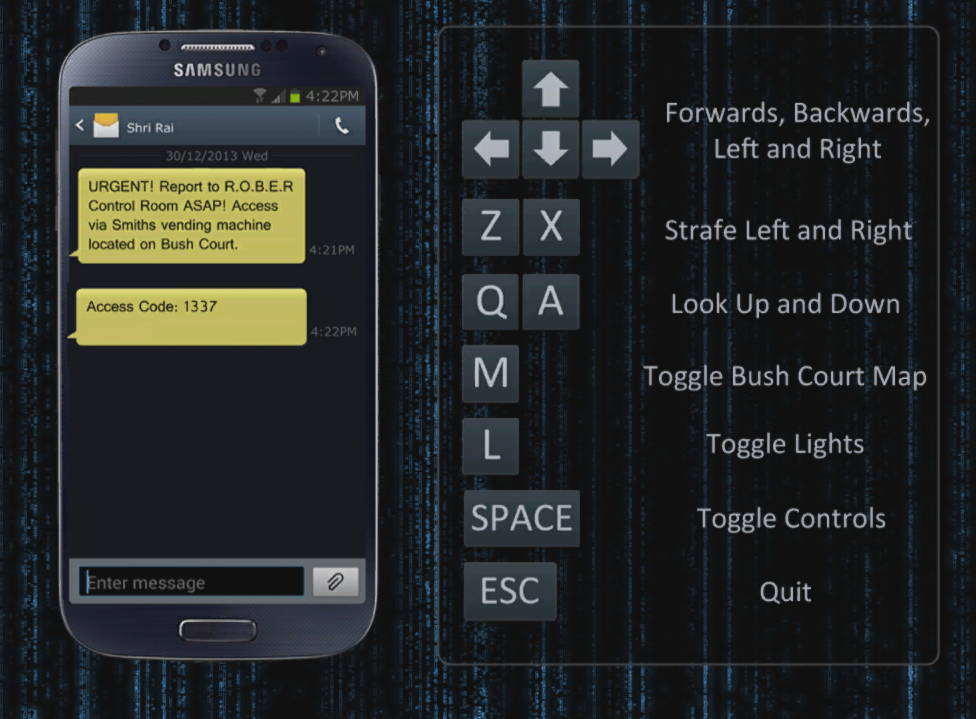 SAMSUNG
4:22PM
Shri Rai
30/12/2013 Wed
URGENT! Report to R.O.B.E.R
Control Room ASAP! Access
via Smiths vending machine
located on Bush Court.
4:21PM
Access Code: 1337
4:22PM
Enter message
Forwards, Backwards,
Left and Right
Z X
Strafe Left and Right
Q A
Look Up and Down
M
Toggle Bush Court Map
L
Toggle Lights
SPACE
Toggle Controls
ESC
Quit